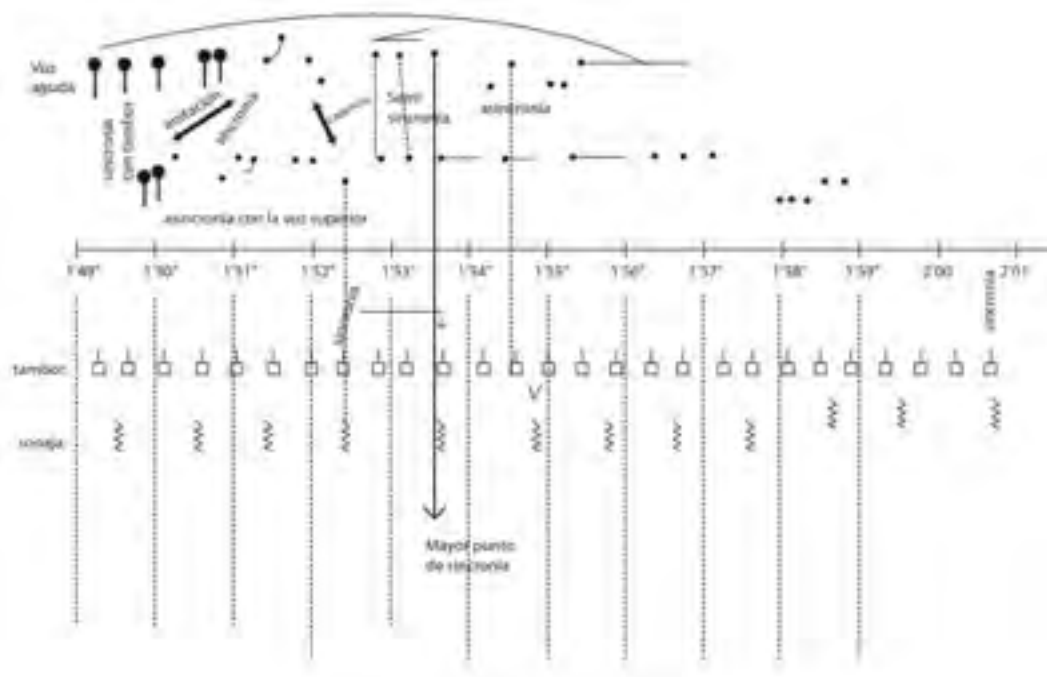 Voz
aguda
sincronía
con tambor
imitación
sincronía
Semi
sincronía
asincronía
asincronía con la voz superior
1'49" 1'50" 1'51" 1'52" 1'53" 1'54" 1'55" 1'56" 1'57" 1'58" 1'59" 2'00 2'01"
sincronía
tambor
sonaja
Mayor punto
de sincronía